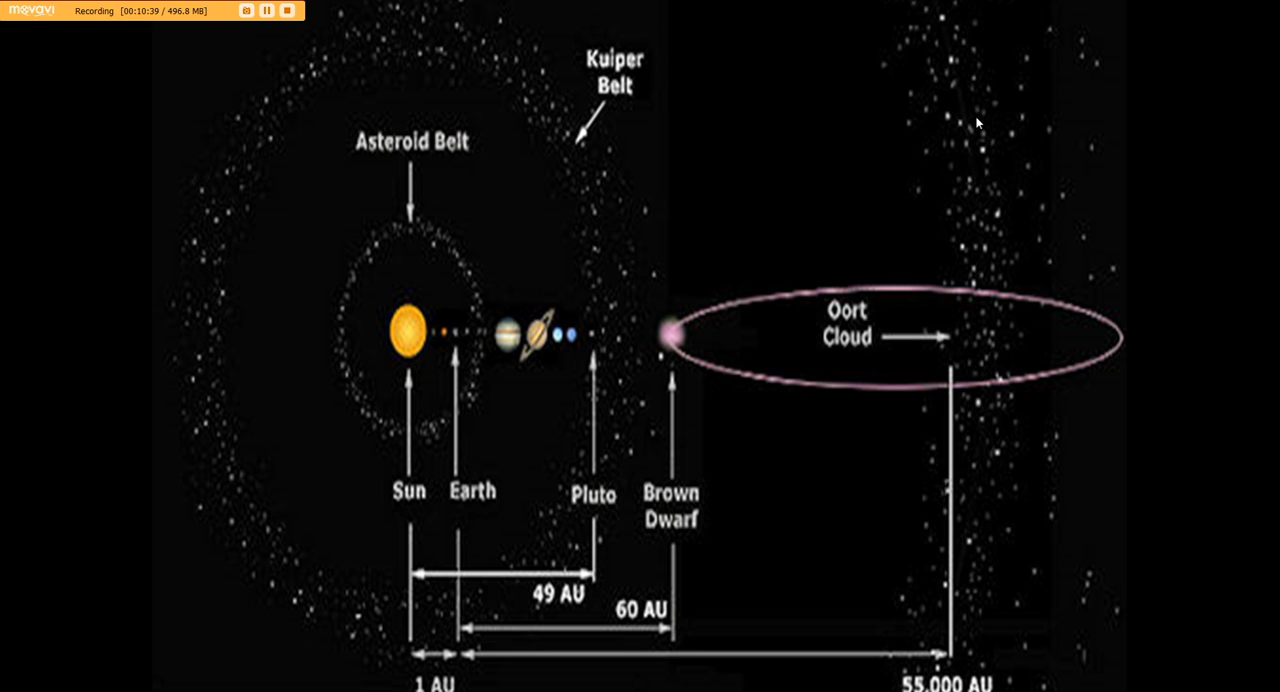 movavi Recording [00:10:39 / 496.8 MB]
Kuiper
Belt
Asteroid Belt
Oort
Cloud
Sun
Earth
Pluto
Brown
Dwarf
49 AU
60 AU
1 AU
55,000 AU